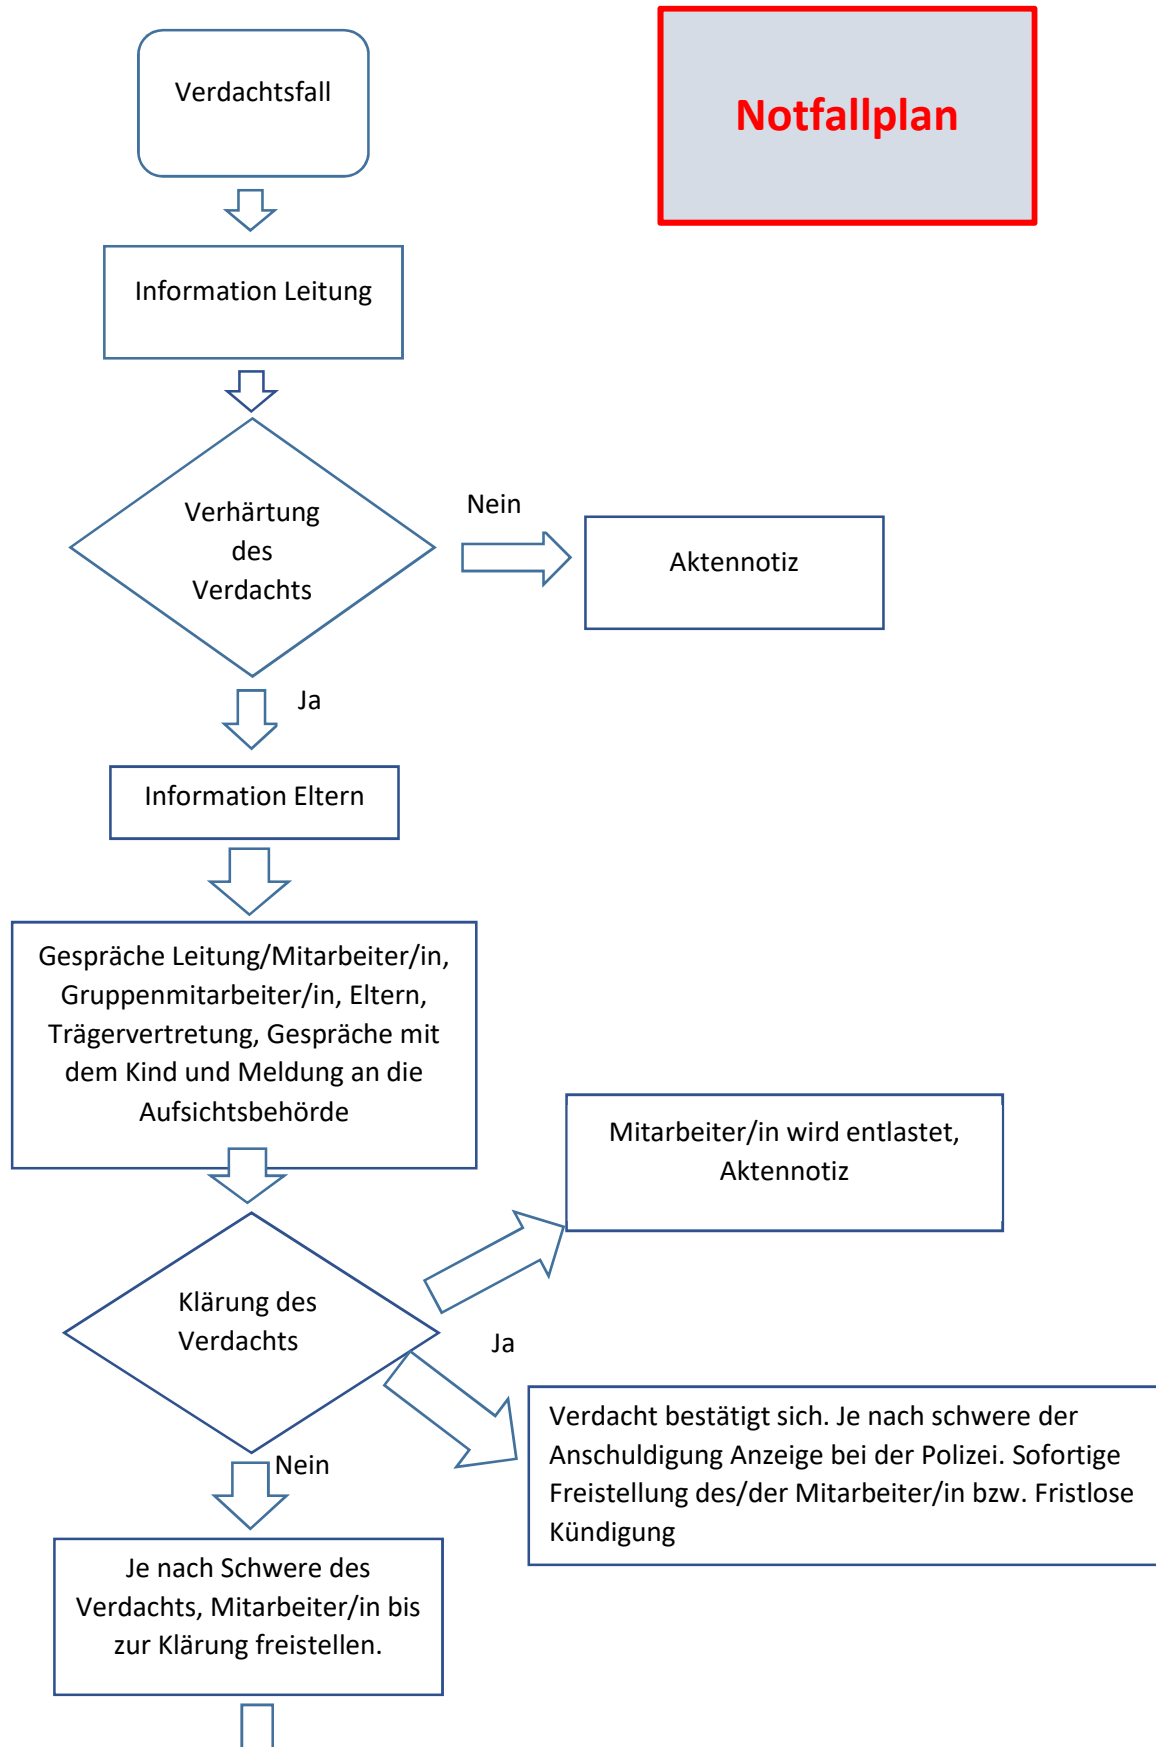 Notfallplan
Verdachtsfall
Information Leitung
Verhärtung
des
Verdachts
Nein
Aktennotiz
Ja
Information Eltern
Gespräche Leitung/Mitarbeiter/in,
Gruppenmitarbeiter/in, Eltern,
Trägervertretung, Gespräche mit
dem Kind und Meldung an die
Aufsichtsbehörde
Mitarbeiter/in wird entlastet,
Aktennotiz
Klärung des
Verdachts
Ja
Verdacht bestätigt sich. Je nach schwere der
Anschuldigung Anzeige bei der Polizei. Sofortige
Freistellung des/der Mitarbeiter/in bzw. Fristlose
Kündigung
Nein
Je nach Schwere des
Verdachts, Mitarbeiter/in bis
zur Klärung freistellen.